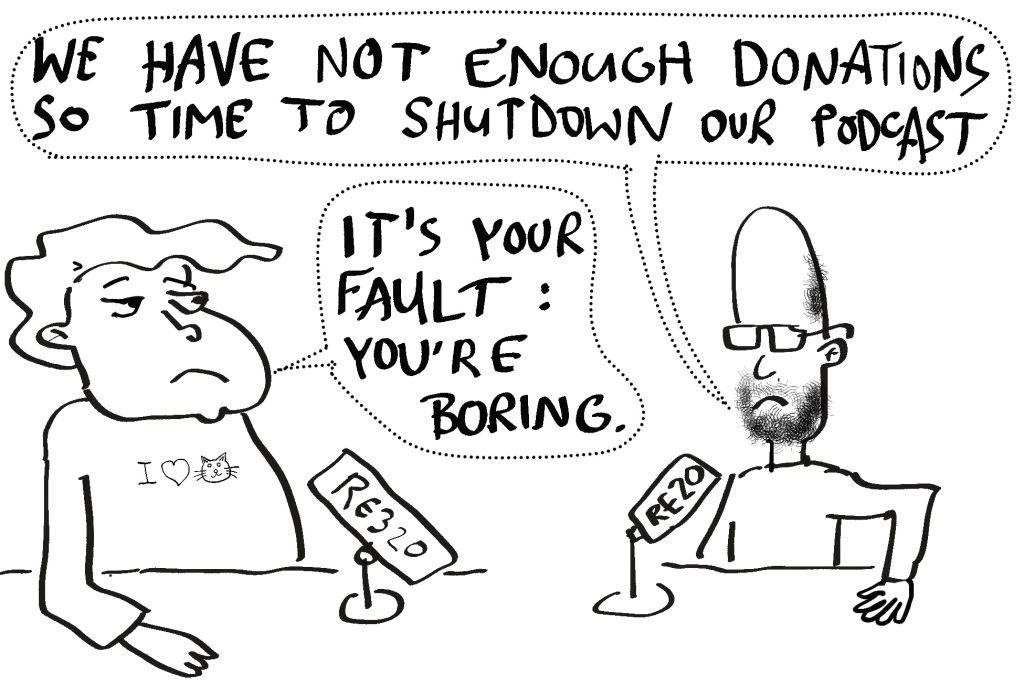 WE HAVE NOT ENOUGH DONATIONS
SO TIME TO SHUTDOWN OUR PODCAST
IT'S YOUR
FAULT :
YOU'RE
BORING.
I ♡
RE320
RE20